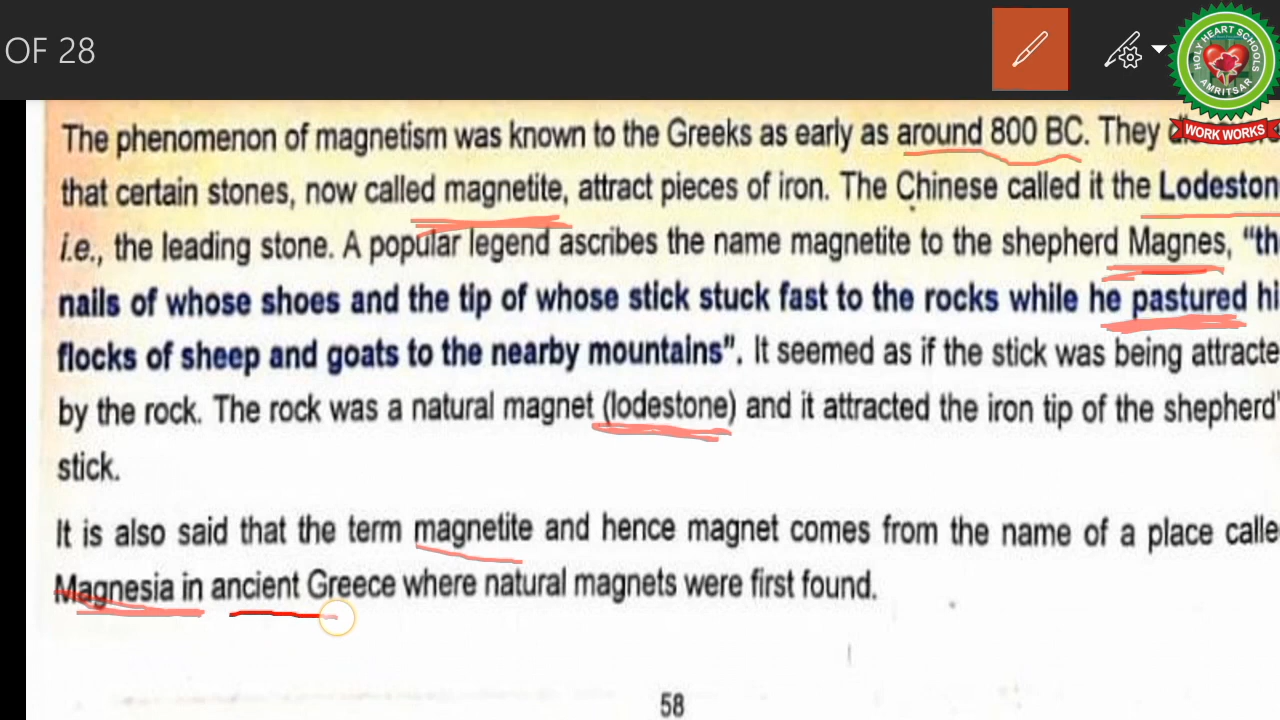 OF 28
HOLY HEART SCHOOLS
AMRITSAR
WORK WORKS
The phenomenon of magnetism was known to the Greeks as early as around 800 BC. They
that certain stones, now called magnetite, attract pieces of iron. The Chinese called it the Lodeston
i.e., the leading stone. A popular legend ascribes the name magnetite to the shepherd Magnes, “th
nails of whose shoes and the tip of whose stick stuck fast to the rocks while he pastured hi
flocks of sheep and goats to the nearby mountains”. It seemed as if the stick was being attracte
by the rock. The rock was a natural magnet (lodestone) and it attracted the iron tip of the shepherd'
stick.
It is also said that the term magnetite and hence magnet comes from the name of a place calle
Magnesia in ancient Greece where natural magnets were first found.
58